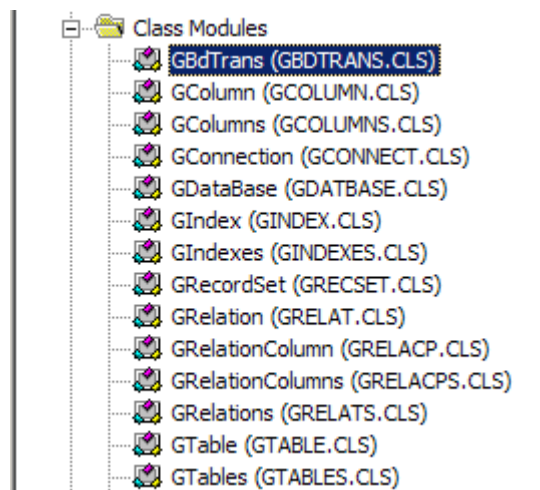 Class Modules
GBdTrans (GBDTRANS.CLS)
GColumn (GCOLUMN.CLS)
GColumns (GCOLUMNS.CLS)
GConnection (GCONNECT.CLS)
GDataBase (GDATBASE.CLS)
GIndex (GINDEX.CLS)
GIndexes (GINDEXES.CLS)
GRecordSet (GRECSET.CLS)
GRelation (GRELAT.CLS)
GRelationColumn (GRELACP.CLS)
GRelationColumns (GRELACPS.CLS)
GRelations (GRELATS.CLS)
GTable (GTABLE.CLS)
GTables (GTABLES.CLS)